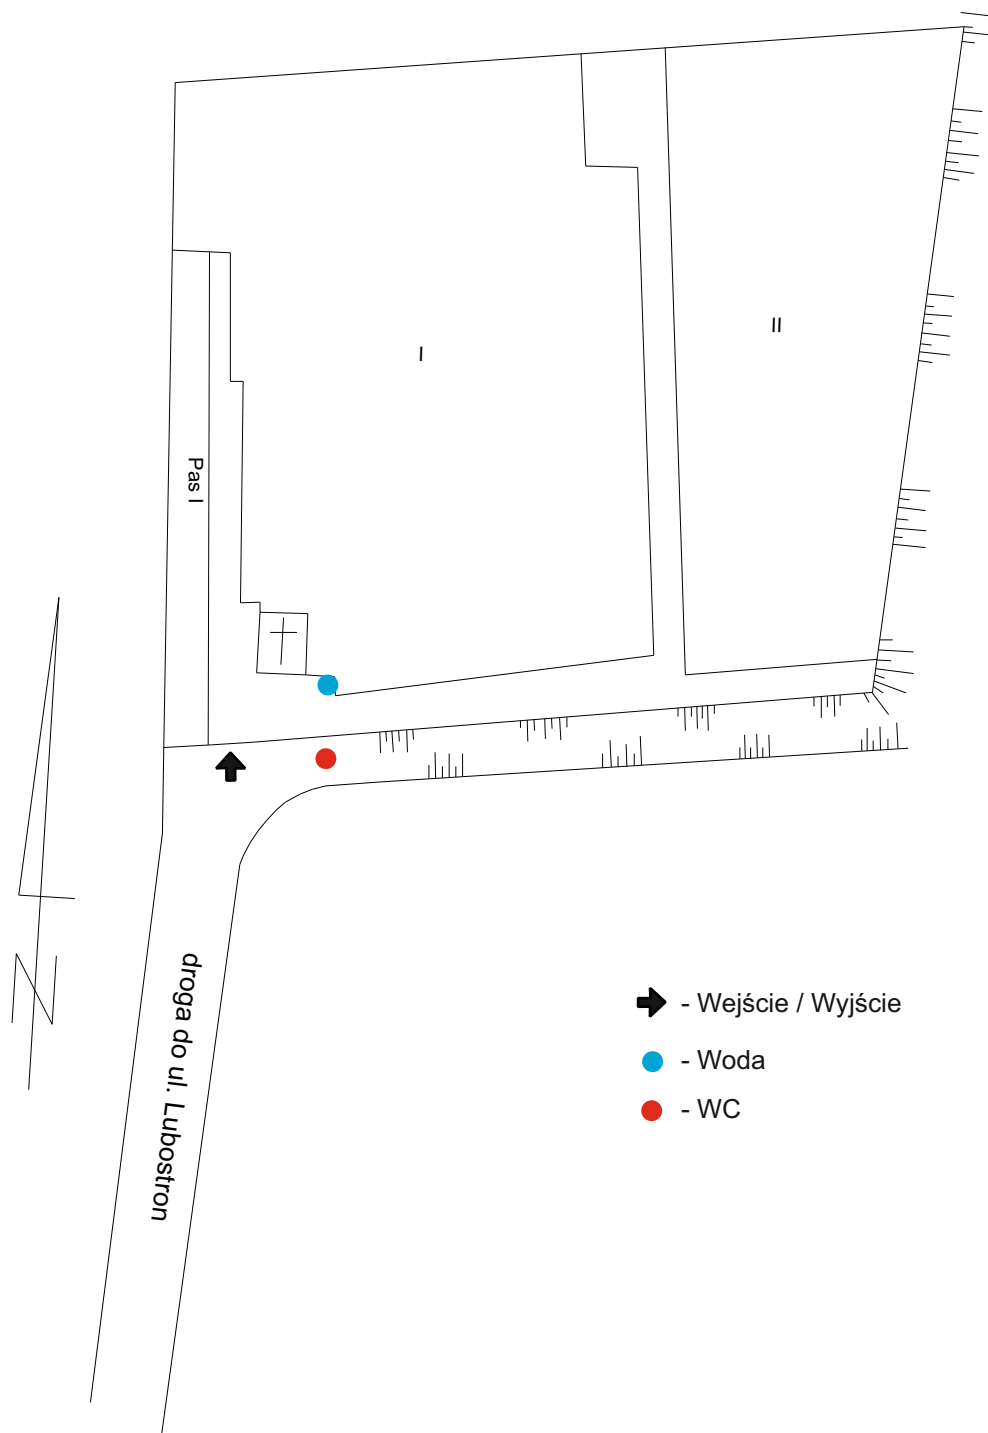 I
II
Pas I
N
droga do ul. Lubostron
- Wejście / Wyjście
- Woda
- WC